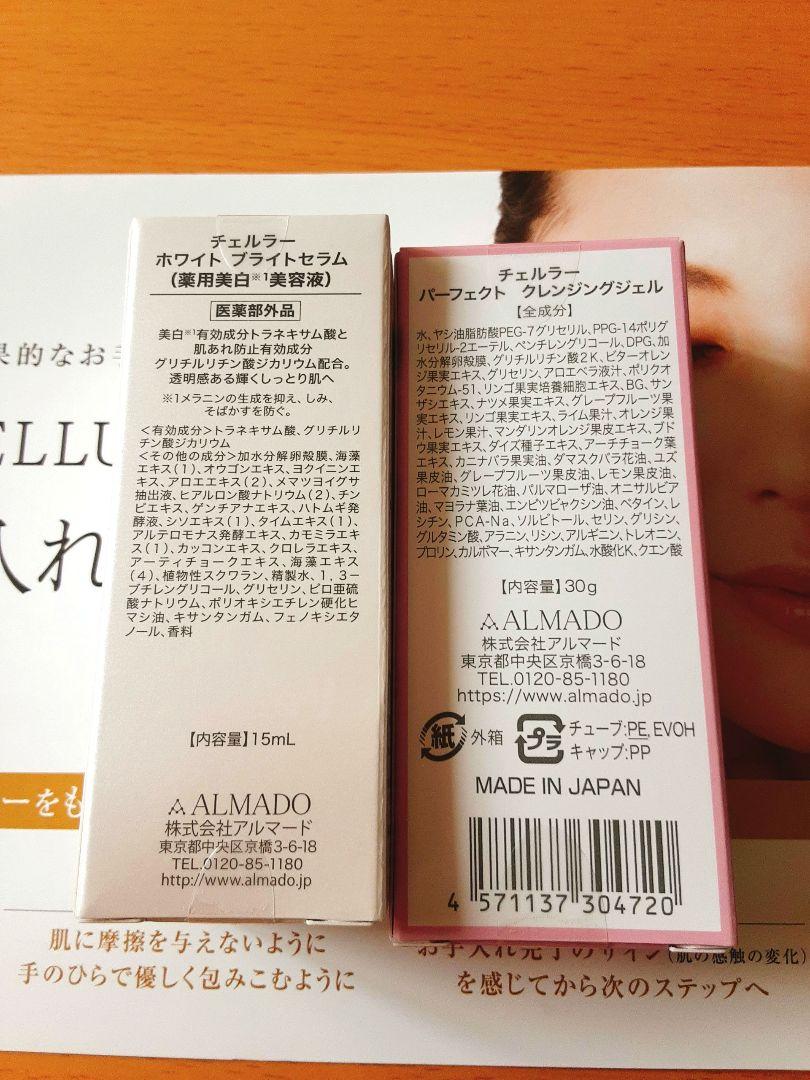 果的なお手
ELLU
入れ
ーをも
チェルラー
ホワイト ブライトセラム
(薬用美白※1美容液)
医薬部外品
美白※1有効成分トラネキサム酸と
肌あれ防止有効成分
グリチルリチン酸ジカリウム配合。
透明感ある輝くしっとり肌へ
※1メラニンの生成を抑え、しみ、
そばかすを防ぐ。
<有効成分>トラネキサム酸、グリチルリ
チン酸ジカリウム
<その他の成分>加水分解卵殻膜、海藻
エキス(1)、オウゴンエキス、ヨクイニンエ
キス、アロエエキス(2)、メマツヨイグサ
抽出液、ヒアルロン酸ナトリウム(2)、チン
ピエキス、ゲンチアナエキス、ハトムギ発
酵液、シソエキス(1)、タイムエキス(1)、
アルテロモナス発酵エキス、カモミラエキ
ス(1)、カッコンエキス、クロレラエキス、
アーティチョークエキス、海藻エキス
(4)、植物性スクワラン、精製水、1,3−
ブチレングリコール、グリセリン、ピロ亜硫
酸ナトリウム、ポリオキシエチレン硬化ヒ
マシ油、キサンタンガム、フェノキシエタ
ノール、香料
【内容量】15mL
ALMADO
株式会社アルマード
東京都中央区京橋3-6-18
TEL.0120-85-1180
http://www.almado.jp
チェルラー
パーフェクト クレンジングジェル
【全成分】
水、ヤシ油脂肪酸PEG-7グリセリル、PPG-14ポリグ
リセリル-2エーテル、ペンチレングリコール、DPG、加
水分解卵殻膜、グリチルリチン酸2K、ビターオレン
ジ果実エキス、グリセリン、アロエベラ液汁、ポリクオ
タニウム-51、リンゴ果実培養細胞エキス、BG、サン
ザシエキス、ナツメ果実エキス、グレープフルーツ果
実エキス、リンゴ果実エキス、ライム果汁、オレンジ果
汁、レモン果汁、マンダリンオレンジ果皮エキス、ブド
ウ果実エキス、ダイズ種子エキス、アーチチョーク葉
エキス、カニナバラ果実油、ダマスクバラ花油、ユズ
果皮油、グレープフルーツ果皮油、レモン果皮油、
ローマカミツレ花油、パルマローザ油、オニサルビア
油、マヨラナ葉油、エンピツビャクシン油、ベタイン、レ
シチン、PCA-Na、ソルビトール、セリン、グリシン、
グルタミン酸、アラニン、リシン、アルギニン、トレオニン、
プロリン、カルボマー、キサンタンガム、水酸化K、クエン酸
【内容量】30g
ALMADO
株式会社アルマード
東京都中央区京橋3-6-18
TEL.0120-85-1180
https://www.almado.jp
紙 外箱 プラ チューブ:PE, EVOH
キャップ:PP
MADE IN JAPAN
4 571137 304720
肌に摩擦を与えないように
手のひらで優しく包みこむように
お手入れ完了のサイン(肌の感触の変化)
を感じてから次のステップへ